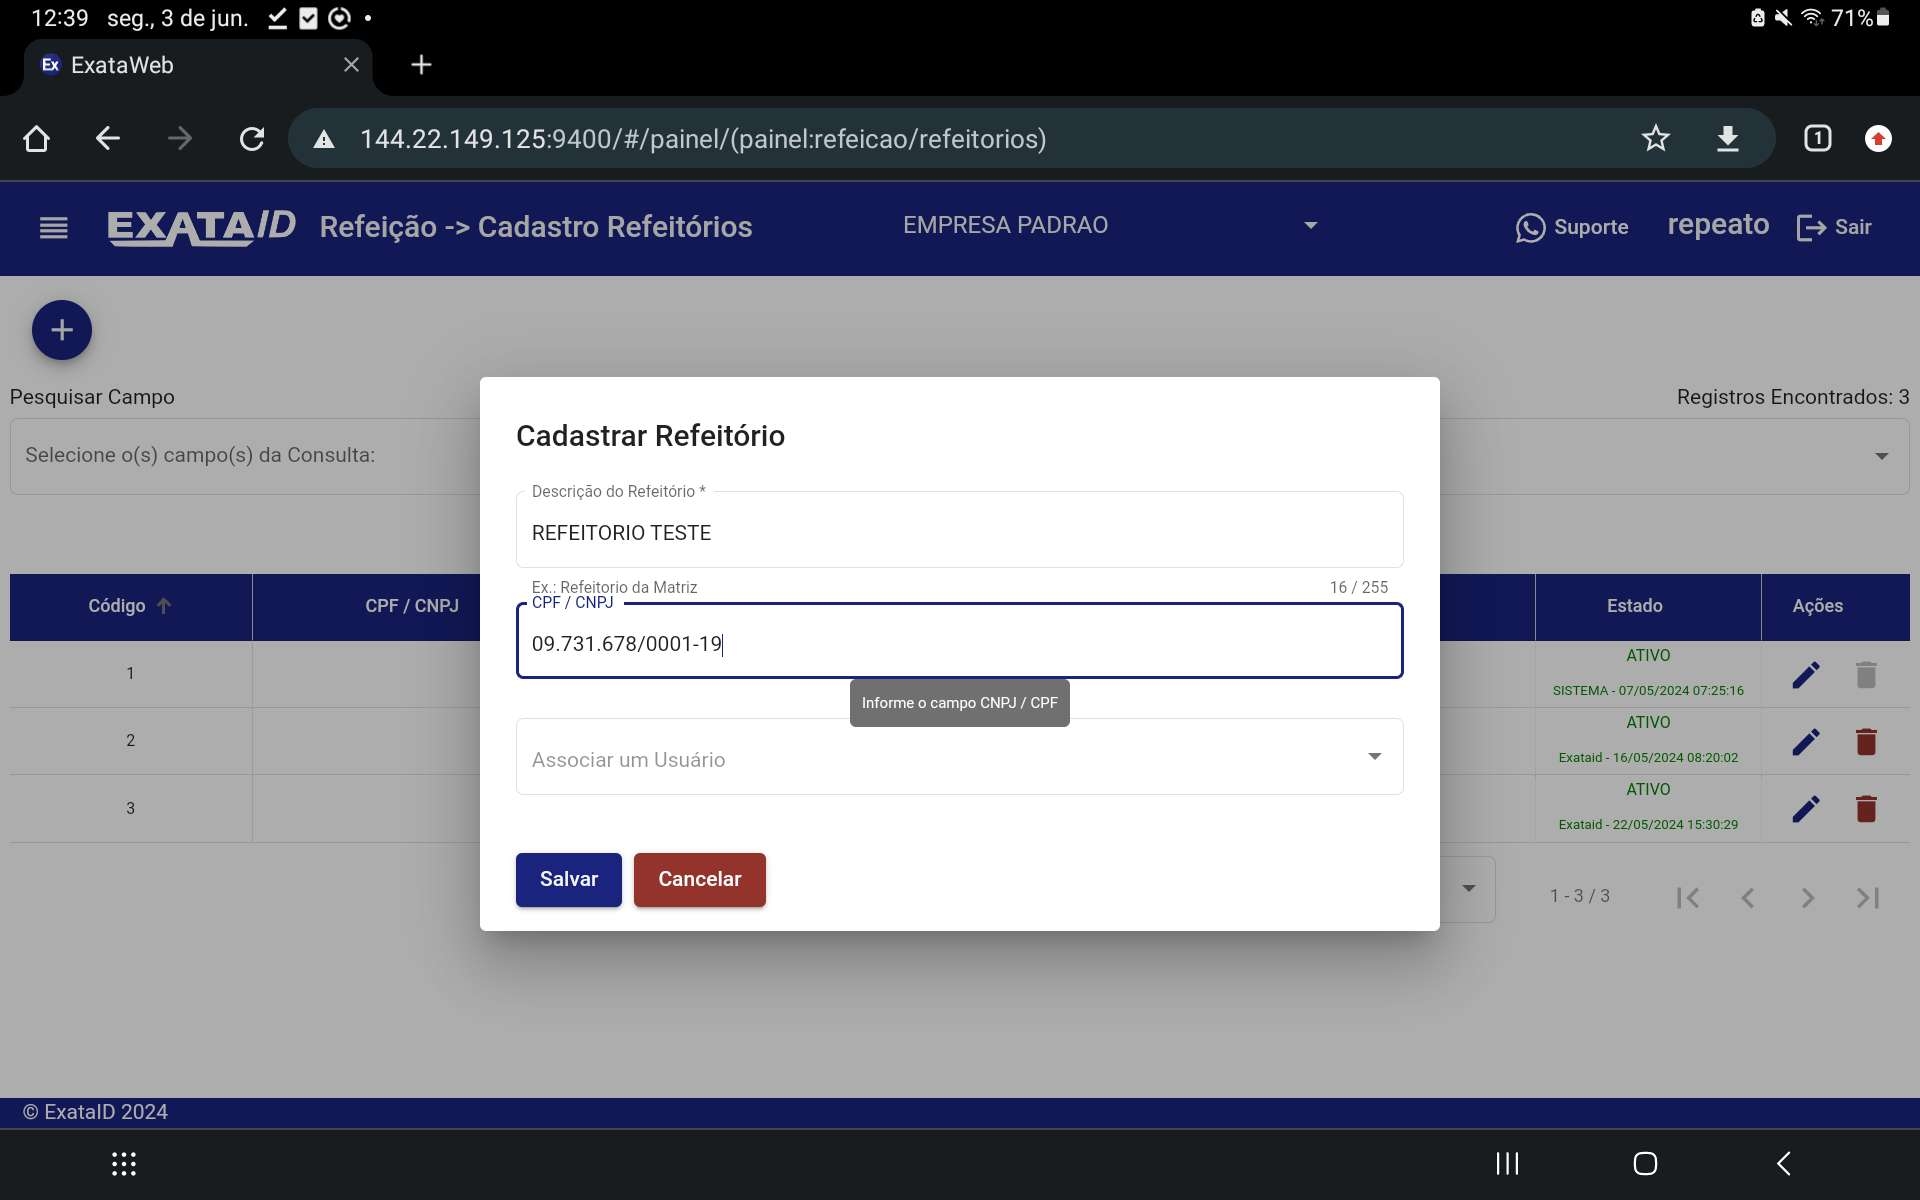 12:39 seg., 3 de jun. 71%
Ex ExataWeb
144.22.149.125:9400/#/painel/(painel:refeicao/refeitorios) 1
EXATAID Refeição -> Cadastro Refeitórios EMPRESA PADRAO Suporte repeato Sair
Pesquisar Campo Registros Encontrados: 3
Selecione o(s) campo(s) da Consulta:
Cadastrar Refeitório
Descrição do Refeitório *
REFEITORIO TESTE
Ex.: Refeitorio da Matriz 16 / 255
CPF / CNPJ
09.731.678/0001-19
Informe o campo CNPJ / CPF
Associar um Usuário
Salvar Cancelar
Código CPF / CNPJ Estado Ações
1 ATIVO
SISTEMA - 07/05/2024 07:25:16
2 ATIVO
Exataid - 16/05/2024 08:20:02
3 ATIVO
Exataid - 22/05/2024 15:30:29
1 - 3 / 3
© ExataID 2024